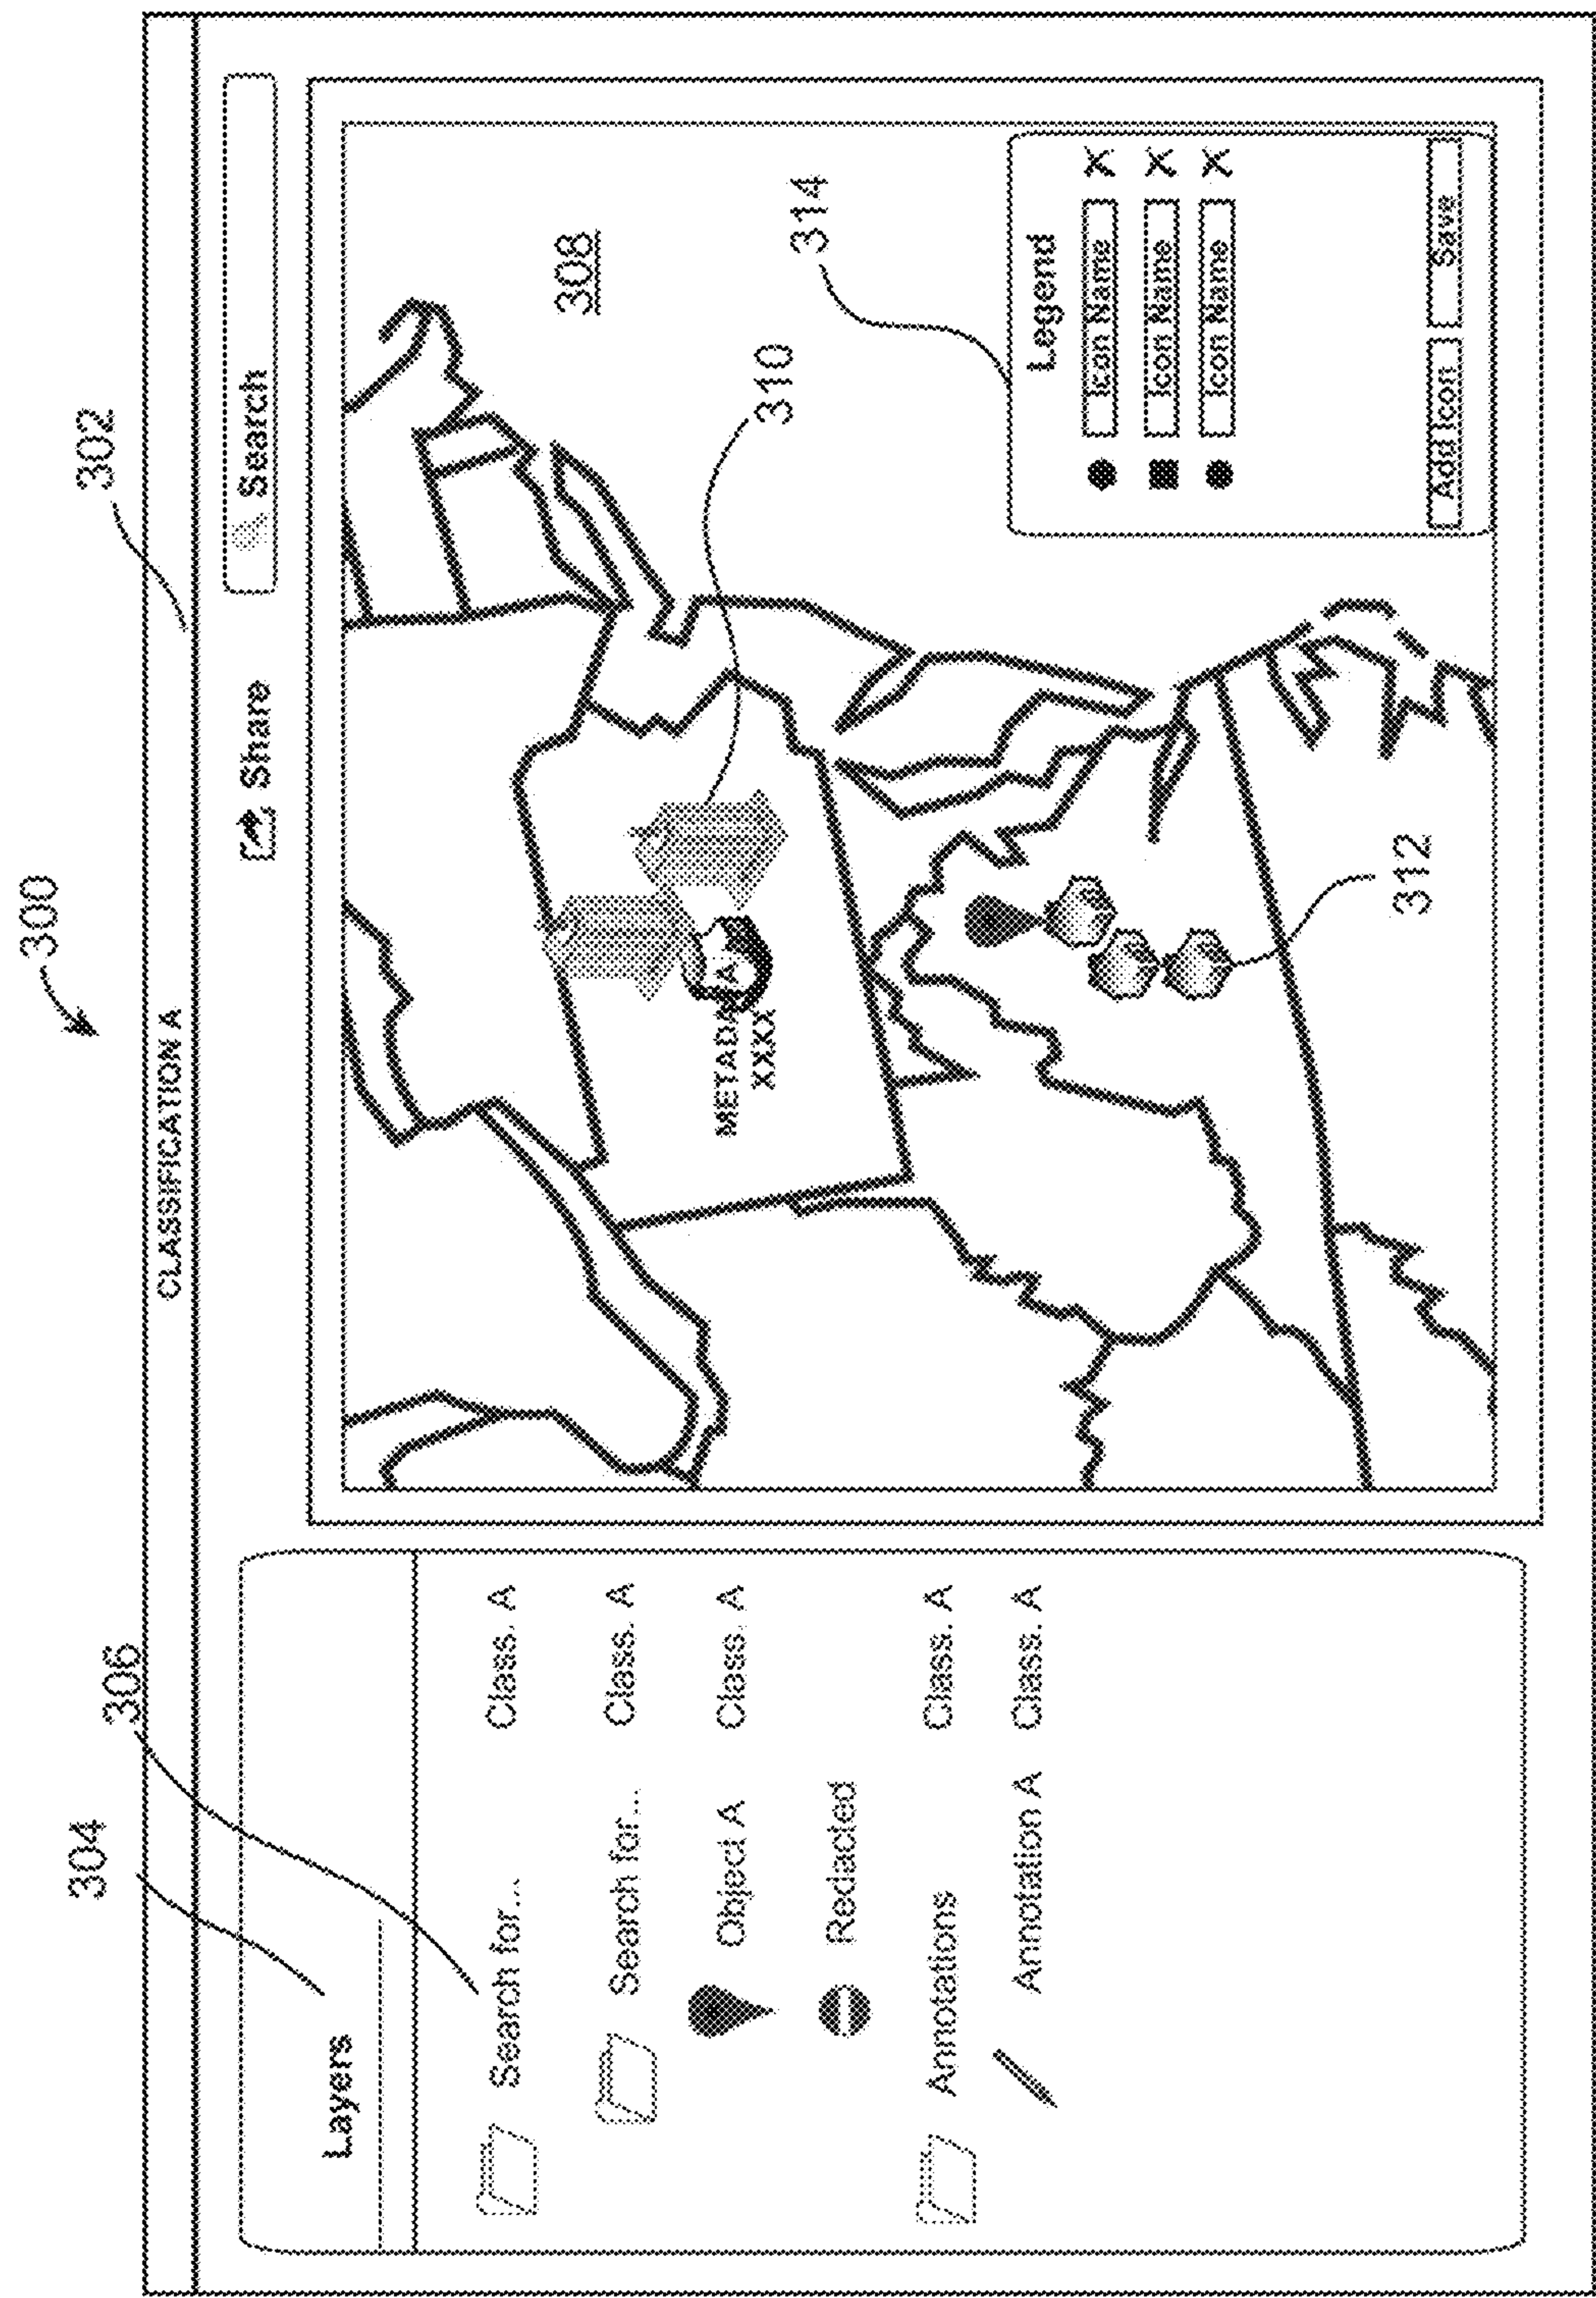 300
302
CLASSIFICATION A
Share
Search
304
306
Layers
Search for...
Class. A
Search for...
Class. A
Object A
Class. A
Redacted
Annotations
Class. A
Annotation A
Class. A
308
310
METADATA
XXXX
312
314
Legend
Icon Name X
Icon Name X
Icon Name X
Add Icon
Save